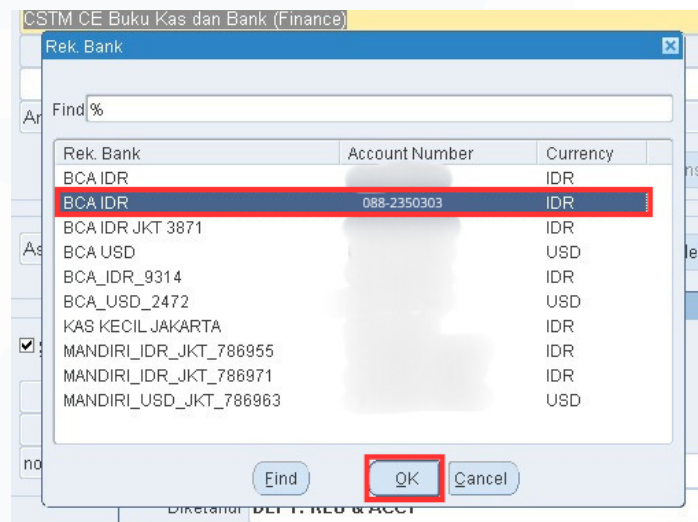 CSTM CE Buku Kas dan Bank (Finance)
Rek. Bank
Find %
Rek. Bank Account Number Currency
BCA IDR IDR
BCA IDR 088-2350303 IDR
BCA IDR JKT 3871 IDR
BCA USD USD
BCA_IDR_9314 IDR
BCA_USD_2472 USD
KAS KECIL JAKARTA IDR
MANDIRI_IDR_JKT_786955 IDR
MANDIRI_IDR_JKT_786971 IDR
MANDIRI_USD_JKT_786963 USD
Find OK Cancel